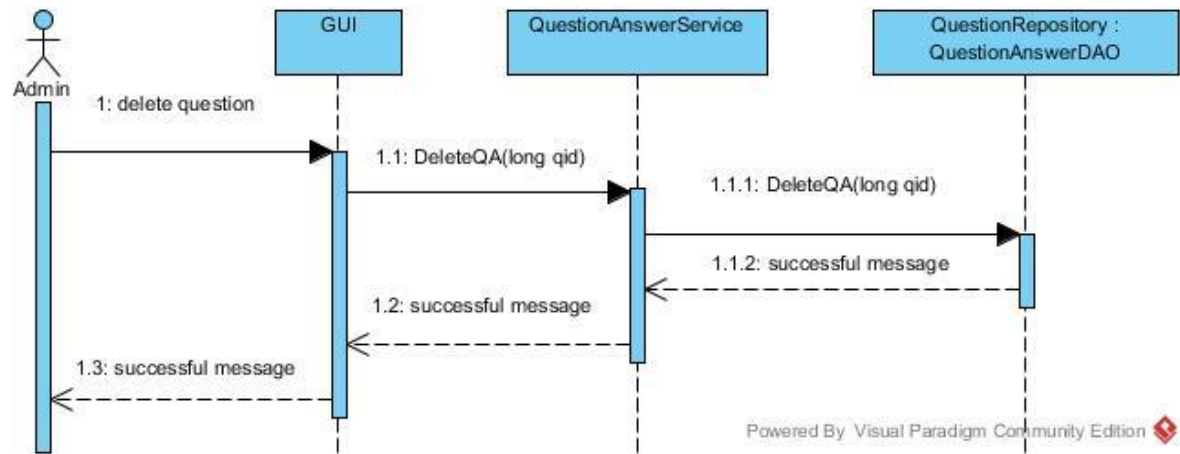 GUI
QuestionAnswerService
QuestionRepository :
QuestionAnswerDAO
Admin
1: delete question
1.1: DeleteQA(long qid)
1.1.1: DeleteQA(long qid)
1.1.2: successful message
1.2: successful message
1.3: successful message
Powered By Visual Paradigm Community Edition